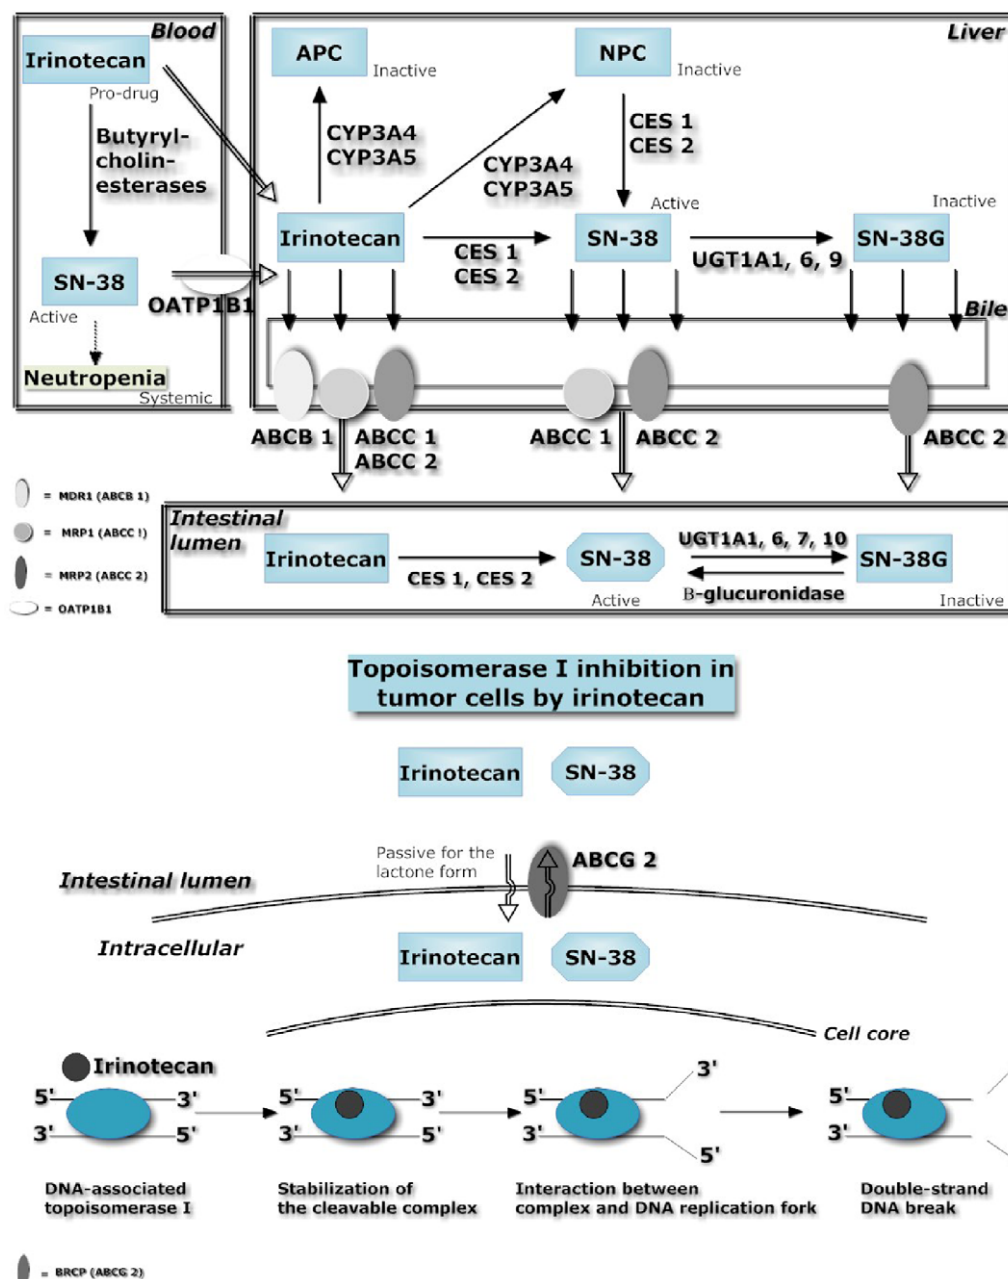 Blood
Irinotecan
Pro-drug
Butyryl-
cholin-
esterases
SN-38
Active
OATP1B1
Neutropenia
Systemic
Liver
APC
Inactive
NPC
Inactive
CYP3A4
CYP3A5
CYP3A4
CYP3A5
CES 1
CES 2
Irinotecan
CES 1
CES 2
Active
SN-38
UGT1A1, 6, 9
Inactive
SN-38G
Bile
ABCB 1
ABCC 1
ABCC 2
ABCC 1
ABCC 2
ABCC 2
= MDR1 (ABCB 1)
= MRP1 (ABCC !)
= MRP2 (ABCC 2)
= OATP1B1
Intestinal
lumen
Irinotecan
CES 1, CES 2
SN-38
Active
UGT1A1, 6, 7, 10
B-glucuronidase
SN-38G
Inactive
Topoisomerase I inhibition in
tumor cells by irinotecan
Irinotecan
SN-38
Passive for the
lactone form
ABCG 2
Intestinal lumen
Intracellular
Irinotecan
SN-38
Cell core
Irinotecan
5' 3'
3' 5'
5' 3'
3' 5'
5' 3'
3' 5'
5'
3'
DNA-associated
topoisomerase I
Stabilization of
the cleavable complex
Interaction between
complex and DNA replication fork
Double-strand
DNA break
= BRCP (ABCG 2)